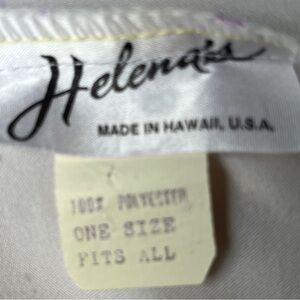 Helena's
MADE IN HAWAII, U.S.A.
100% POLYESTER
ONE SIZE
FITS ALL